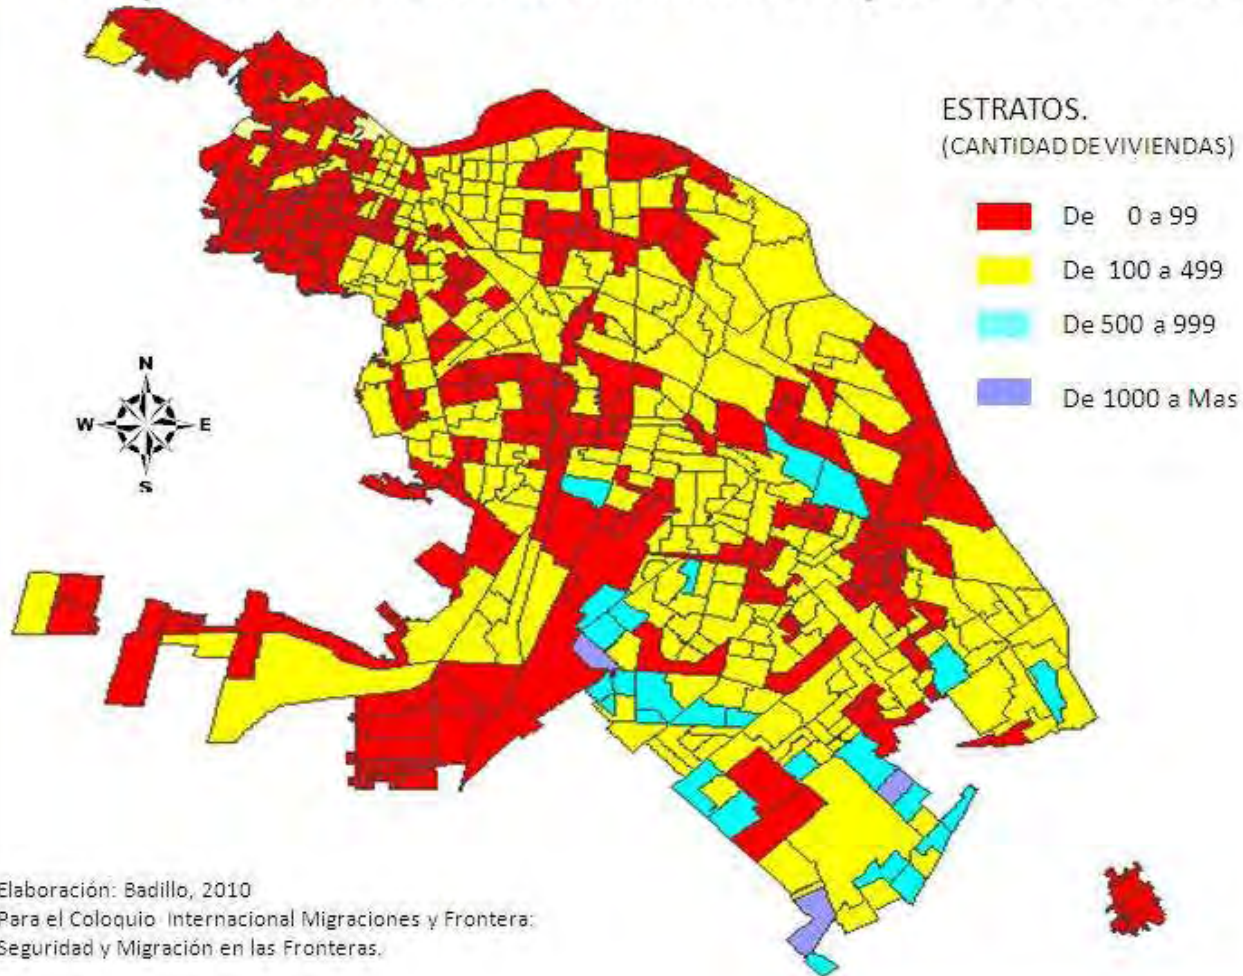 ESTRATOS.
(CANTIDAD DE VIVIENDAS)
De 0 a 99
De 100 a 499
De 500 a 999
De 1000 a Mas
N
W E
S
Elaboración: Badillo, 2010
Para el Coloquio Internacional Migraciones y Frontera:
Seguridad y Migración en las Fronteras.